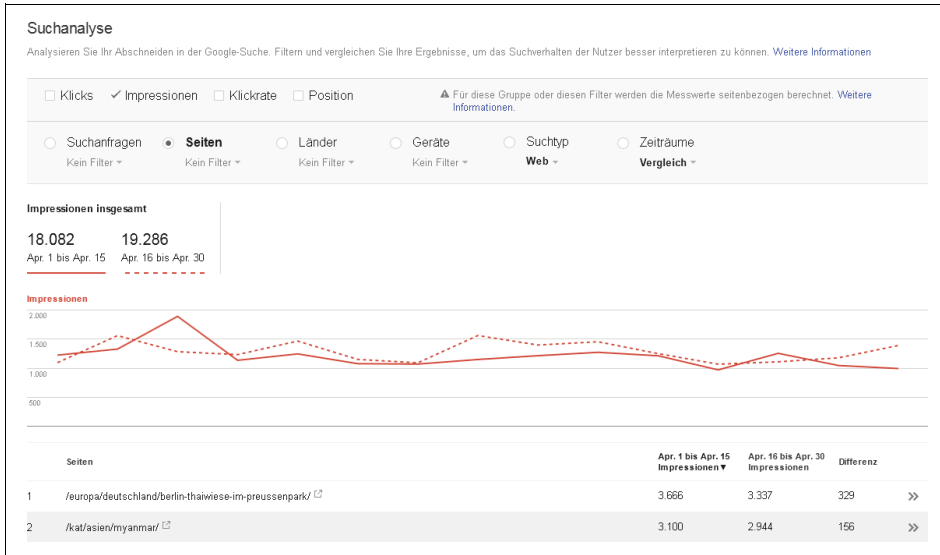 Suchanalyse
Analysieren Sie Ihr Abschneiden in der Google-Suche. Filtern und vergleichen Sie Ihre Ergebnisse, um das Suchverhalten der Nutzer besser interpretieren zu können. Weitere Informationen
Klicks Impressionen Klickrate Position
Für diese Gruppe oder diesen Filter werden die Messwerte seitenbezogen berechnet. Weitere
Informationen.
Suchanfragen Seiten Länder Geräte Suchtyp Zeiträume
Kein Filter Kein Filter Kein Filter Kein Filter Web Vergleich
Impressionen insgesamt
18.082 19.286
Apr. 1 bis Apr. 15 Apr. 16 bis Apr. 30
Impressionen
2.000
1.500
1.000
500
Seiten Apr. 1 bis Apr. 15 Impressionen▼ Apr. 16 bis Apr. 30 Impressionen Differenz
1 /europa/deutschland/berlin-thaiwiese-im-preussenpark/ 3.666 3.337 329 »
2 /kat/asien/myanmar/ 3.100 2.944 156 »